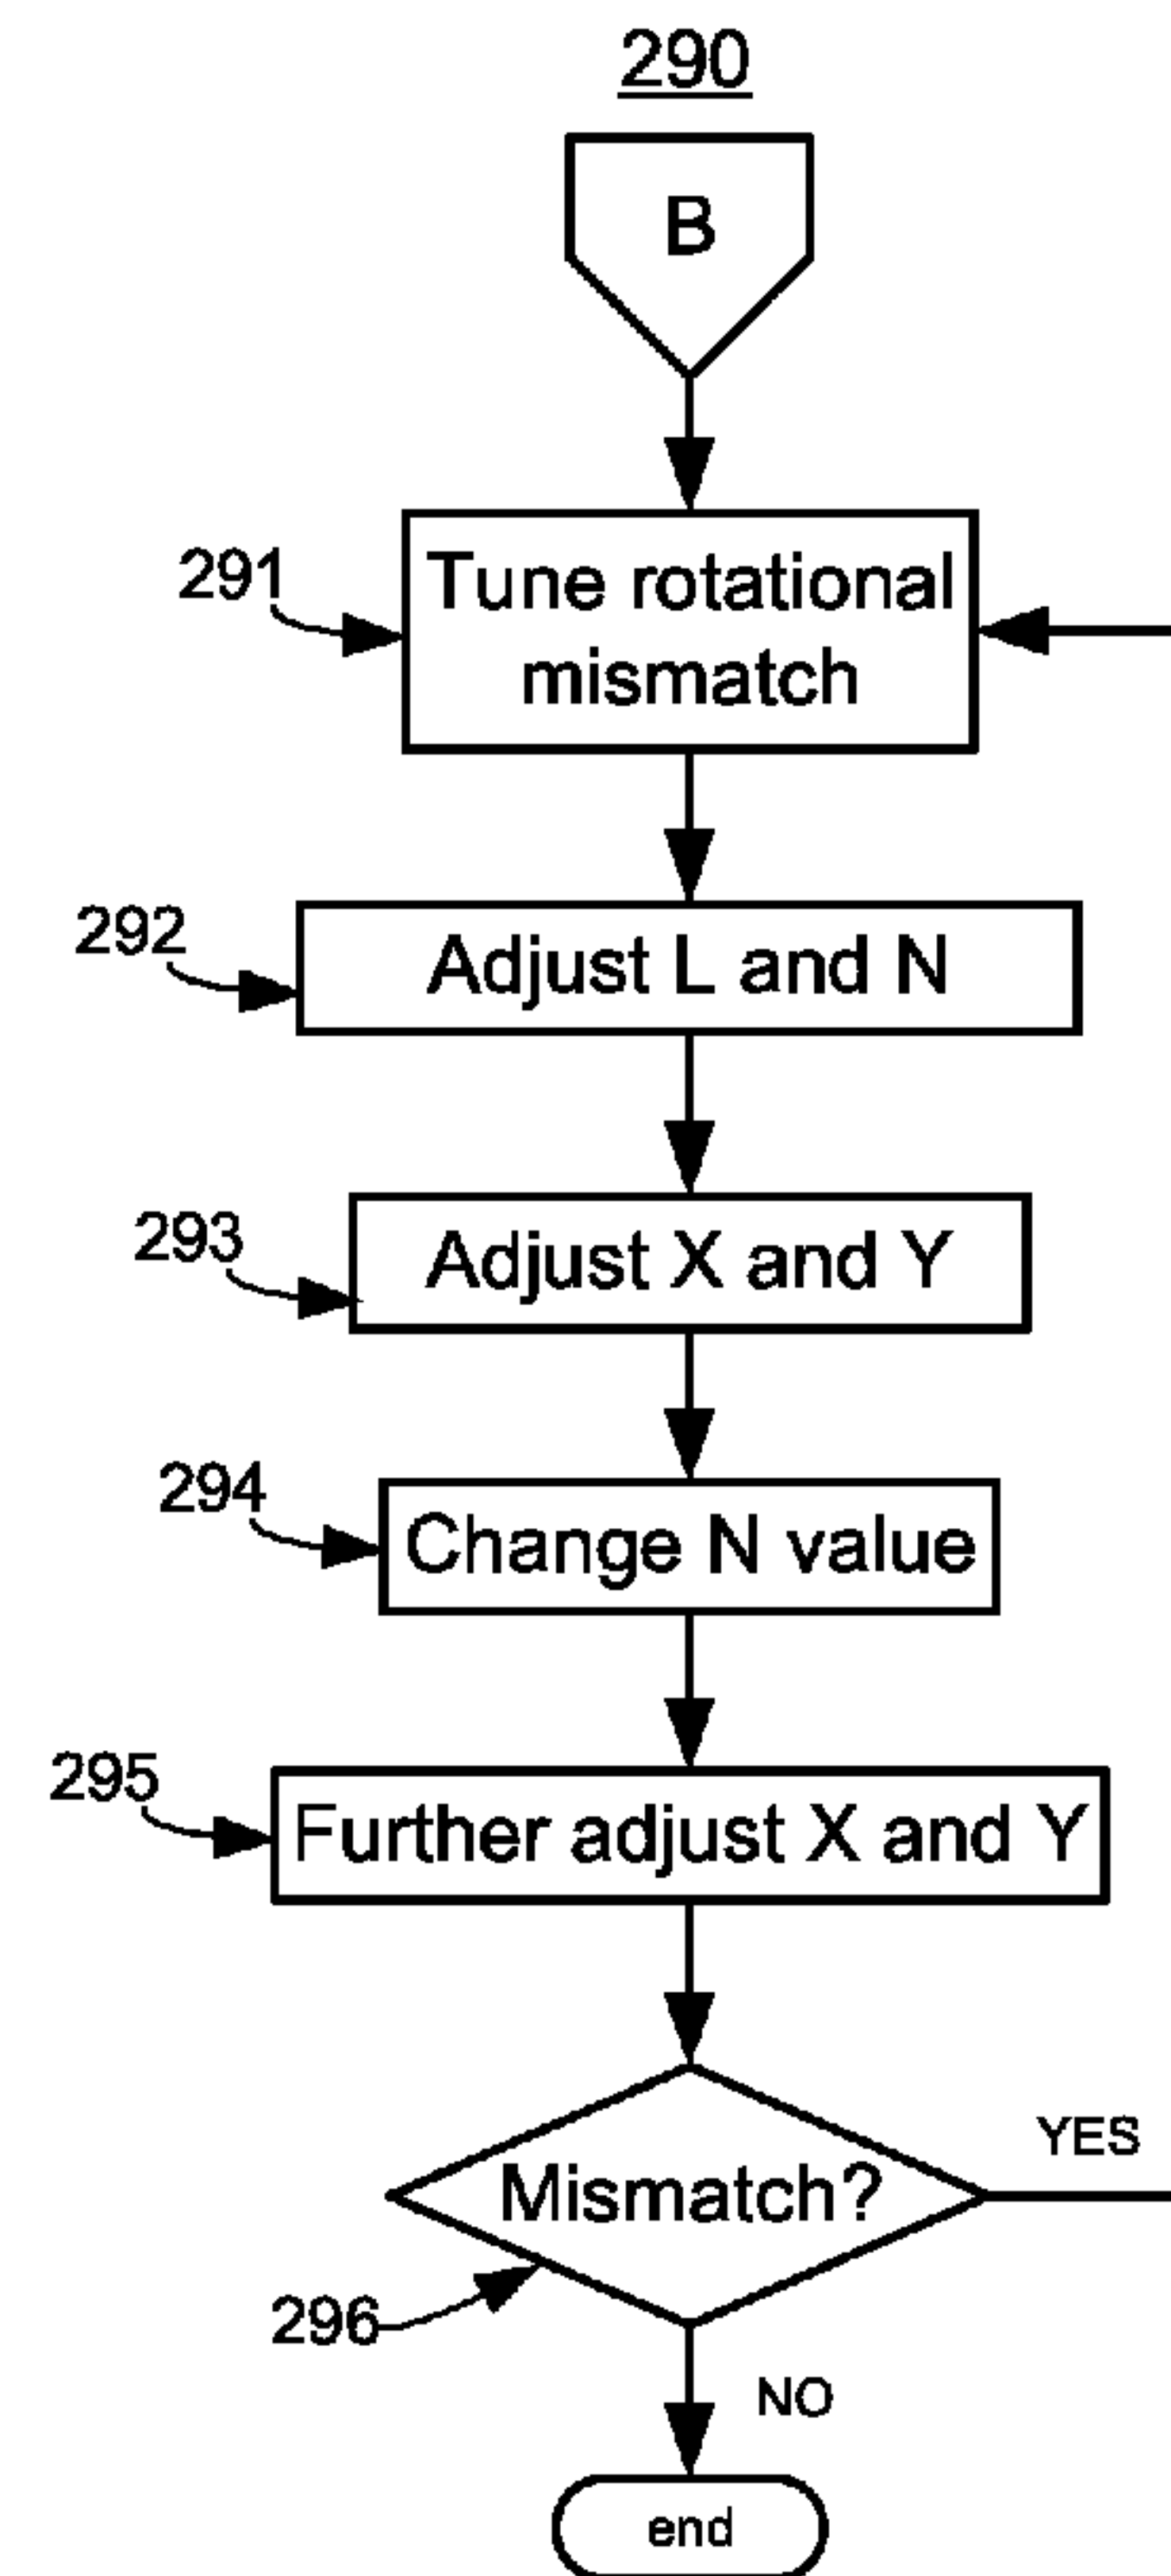 290
B
291
Tune rotational
mismatch
292
Adjust L and N
293
Adjust X and Y
294
Change N value
295
Further adjust X and Y
YES
Mismatch?
296
NO
end